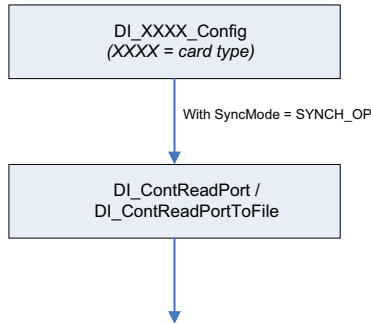 DI_XXXX_Config
(XXXX = card type)
With SyncMode = SYNCH_OP
DI_ContReadPort /
DI_ContReadPortToFile